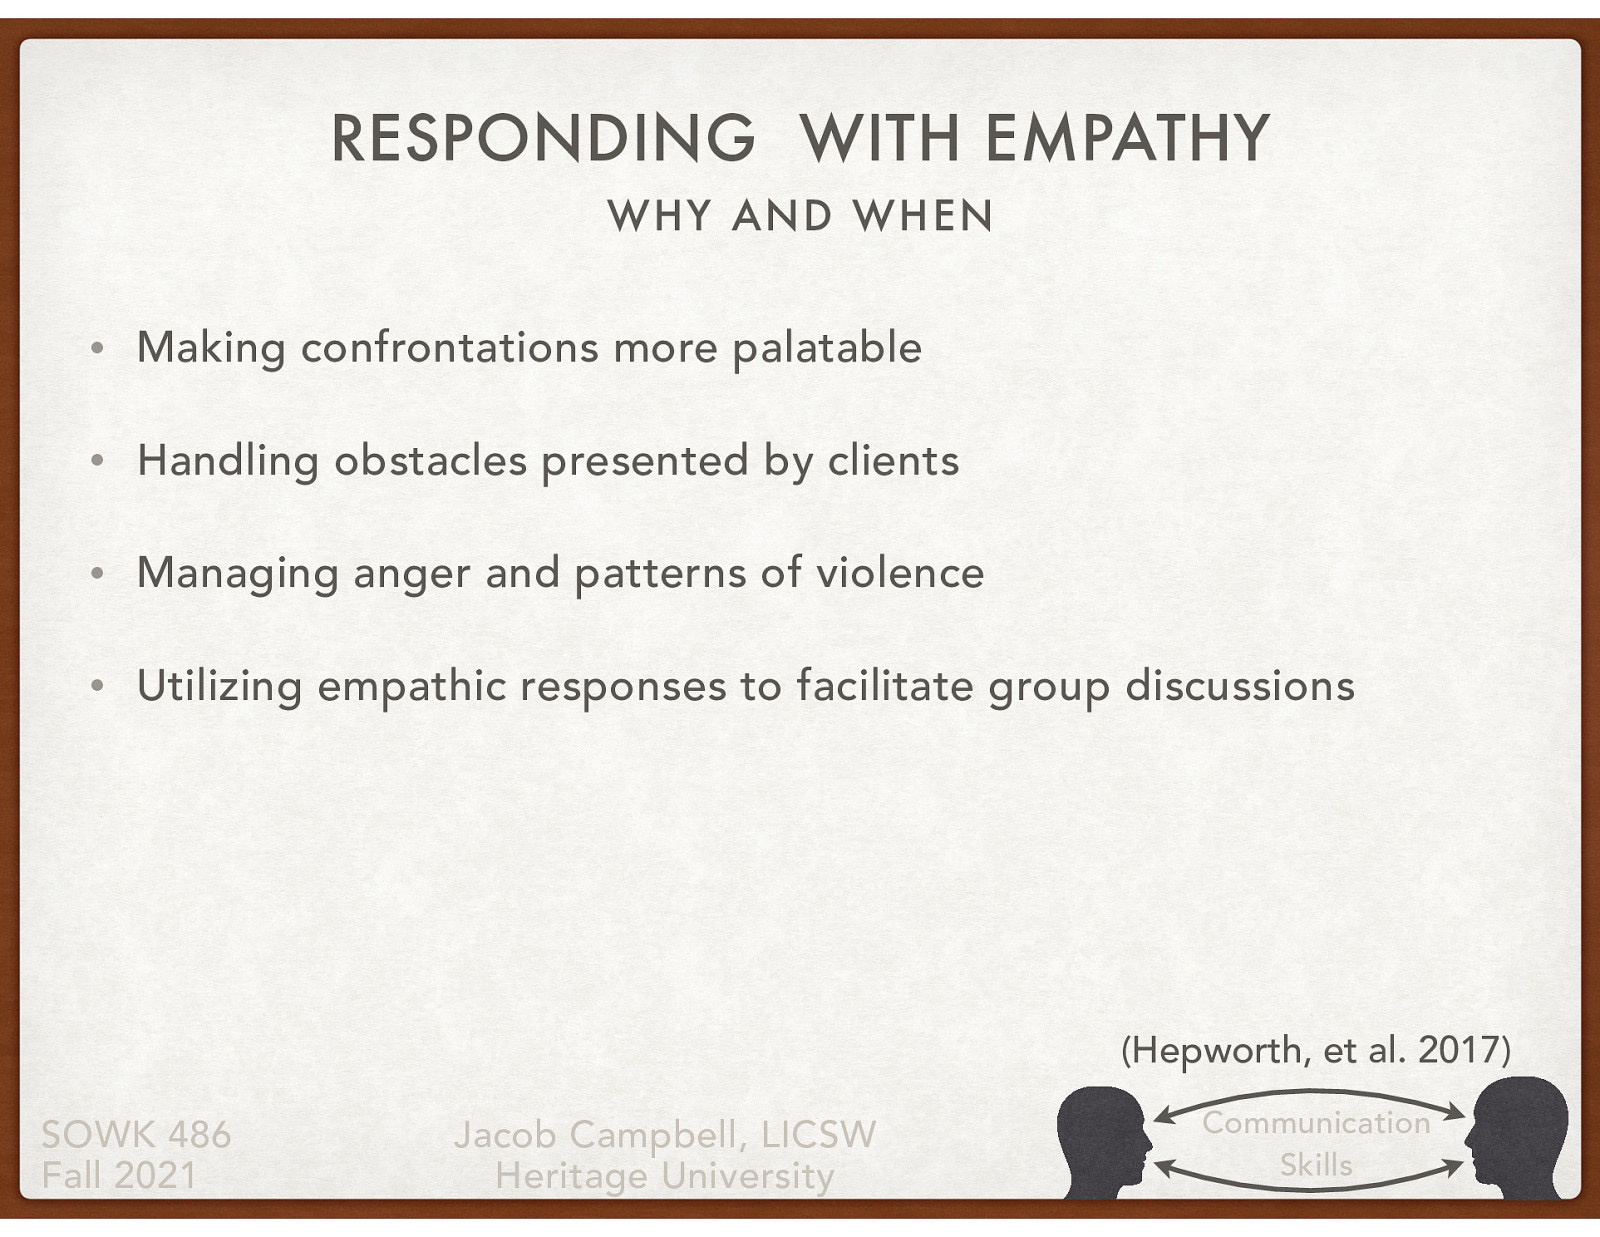 RESPONDING WITH EMPATHY
WHY AND WHEN
• Making confrontations more palatable
• Handling obstacles presented by clients
• Managing anger and patterns of violence
• Utilizing empathic responses to facilitate group discussions
(Hepworth, et al. 2017)
SOWK 486
Fall 2021
Jacob Campbell, LICSW
Heritage University
Communication
Skills